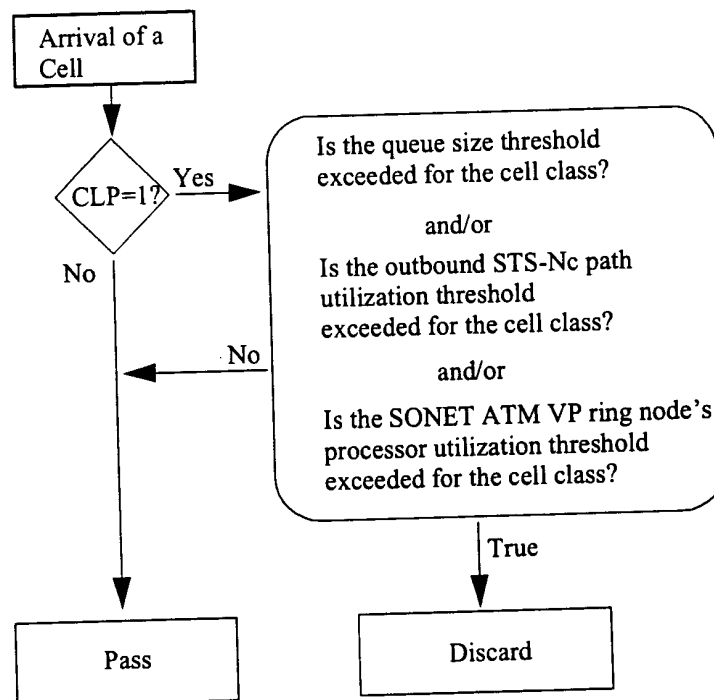 Arrival of a
Cell
CLP=1?
Yes
No
Is the queue size threshold
exceeded for the cell class?
and/or
Is the outbound STS-Nc path
utilization threshold
exceeded for the cell class?
and/or
Is the SONET ATM VP ring node's
processor utilization threshold
exceeded for the cell class?
No
True
Pass
Discard